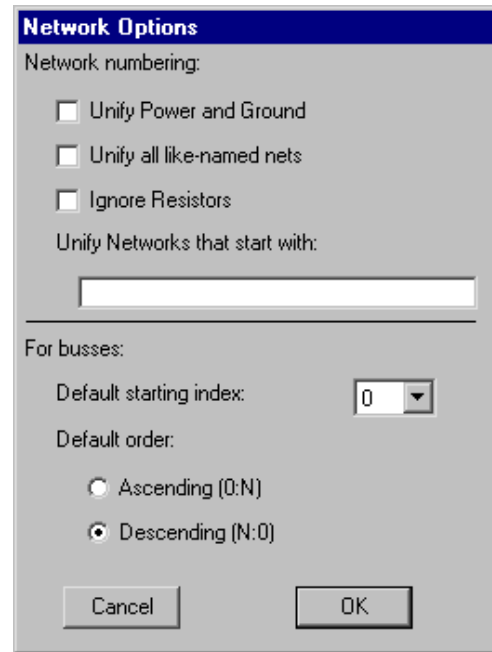 Network Options
Network numbering:
Unify Power and Ground
Unify all like-named nets
Ignore Resistors
Unify Networks that start with:
For busses:
Default starting index: 0
Default order:
Ascending (0:N)
Descending (N:0)
Cancel OK